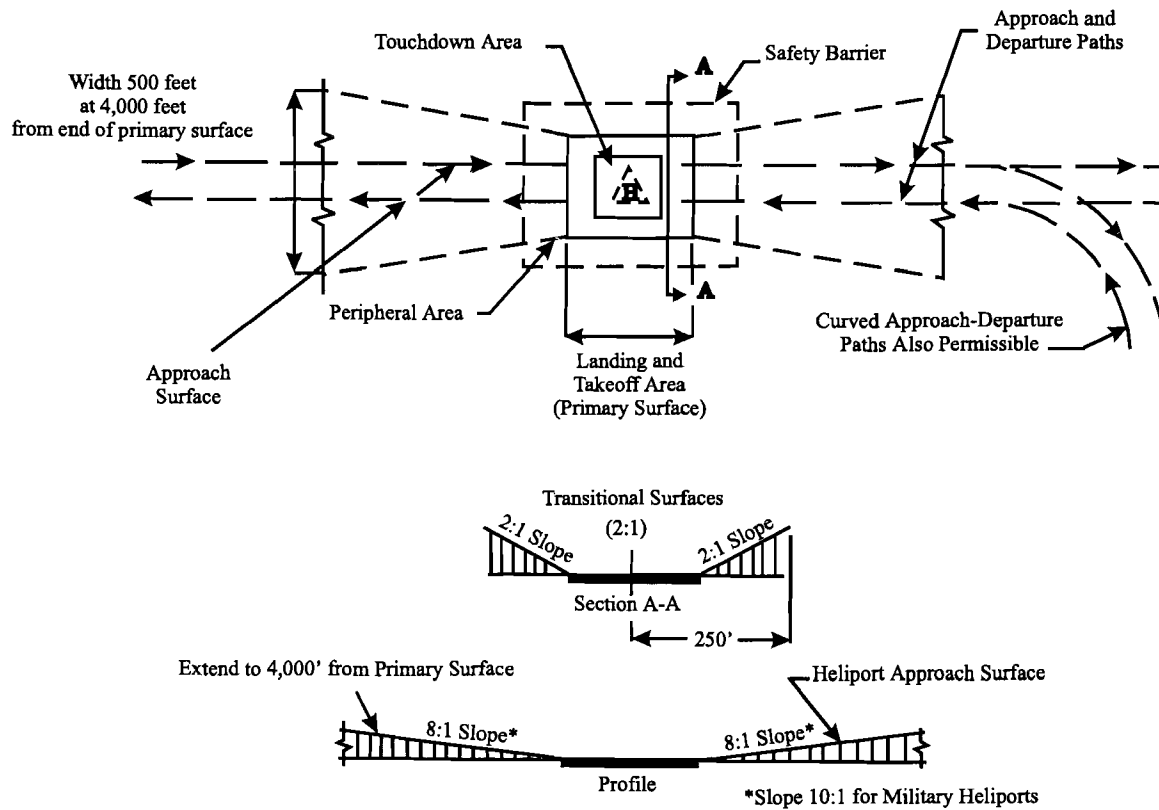 Touchdown Area
Safety Barrier
Approach and
Departure Paths
Width 500 feet
at 4,000 feet
from end of primary surface
A
H
A
Peripheral Area
Approach
Surface
Landing and
Takeoff Area
(Primary Surface)
Curved Approach-Departure
Paths Also Permissible
Transitional Surfaces
(2:1)
2:1 Slope
2:1 Slope
Section A-A
250'
Extend to 4,000' from Primary Surface
Heliport Approach Surface
8:1 Slope*
8:1 Slope*
Profile
*Slope 10:1 for Military Heliports